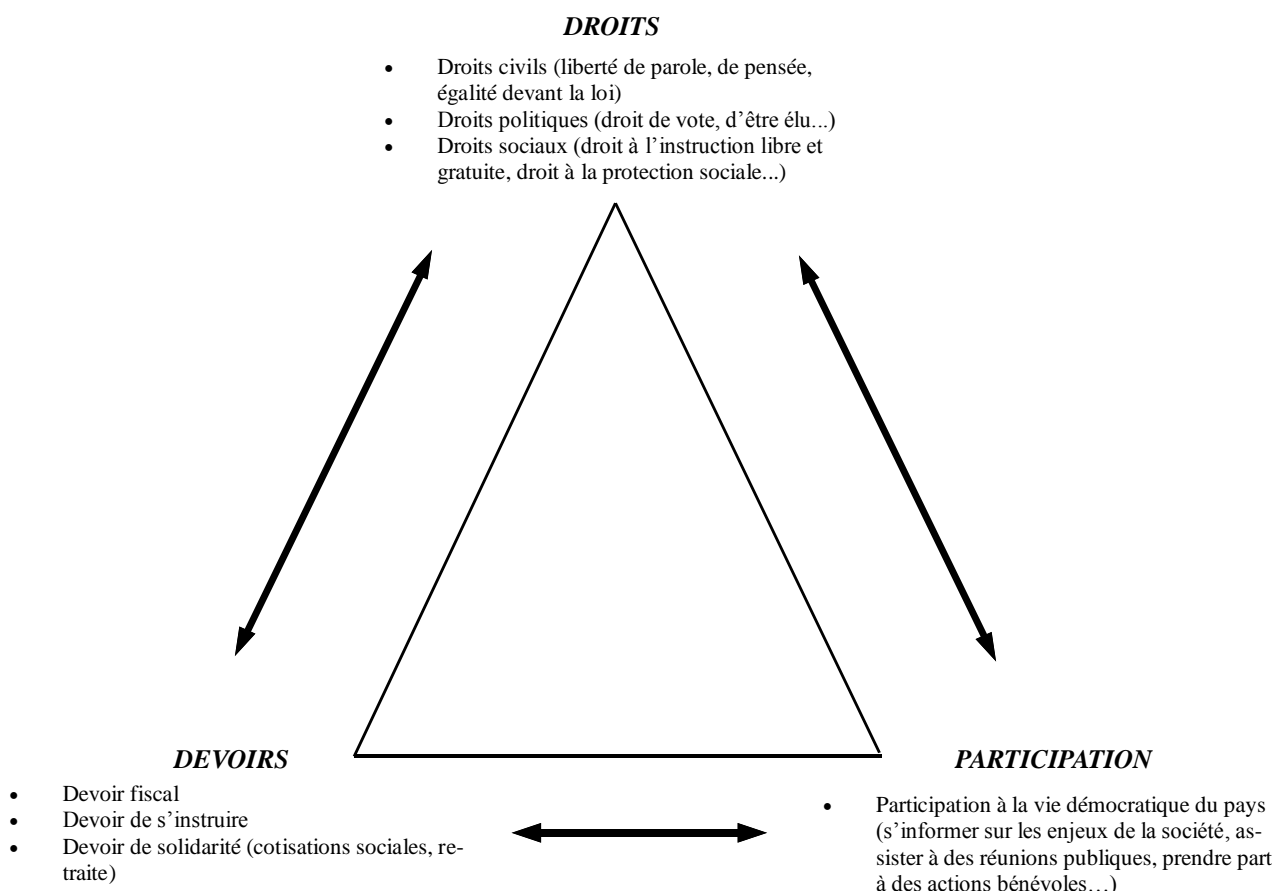 DROITS
• Droits civils (liberté de parole, de pensée,
égalité devant la loi)
• Droits politiques (droit de vote, d’être élu...)
• Droits sociaux (droit à l’instruction libre et
gratuite, droit à la protection sociale...)
DEVOIRS
• Devoir fiscal
• Devoir de s’instruire
• Devoir de solidarité (cotisations sociales, re-
traite)
PARTICIPATION
• Participation à la vie démocratique du pays
(s’informer sur les enjeux de la société, as-
sister à des réunions publiques, prendre part
à des actions bénévoles…)